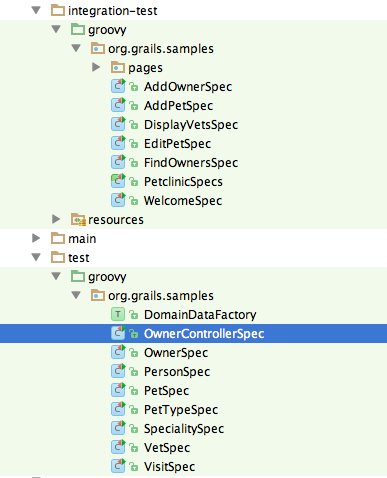 integration-test
groovy
org.grails.samples
pages
AddOwnerSpec
AddPetSpec
DisplayVetsSpec
EditPetSpec
FindOwnersSpec
PetclinicSpecs
WelcomeSpec
resources
main
test
groovy
org.grails.samples
T DomainDataFactory
OwnerControllerSpec
OwnerSpec
PersonSpec
PetSpec
PetTypeSpec
SpecialitySpec
VetSpec
VisitSpec